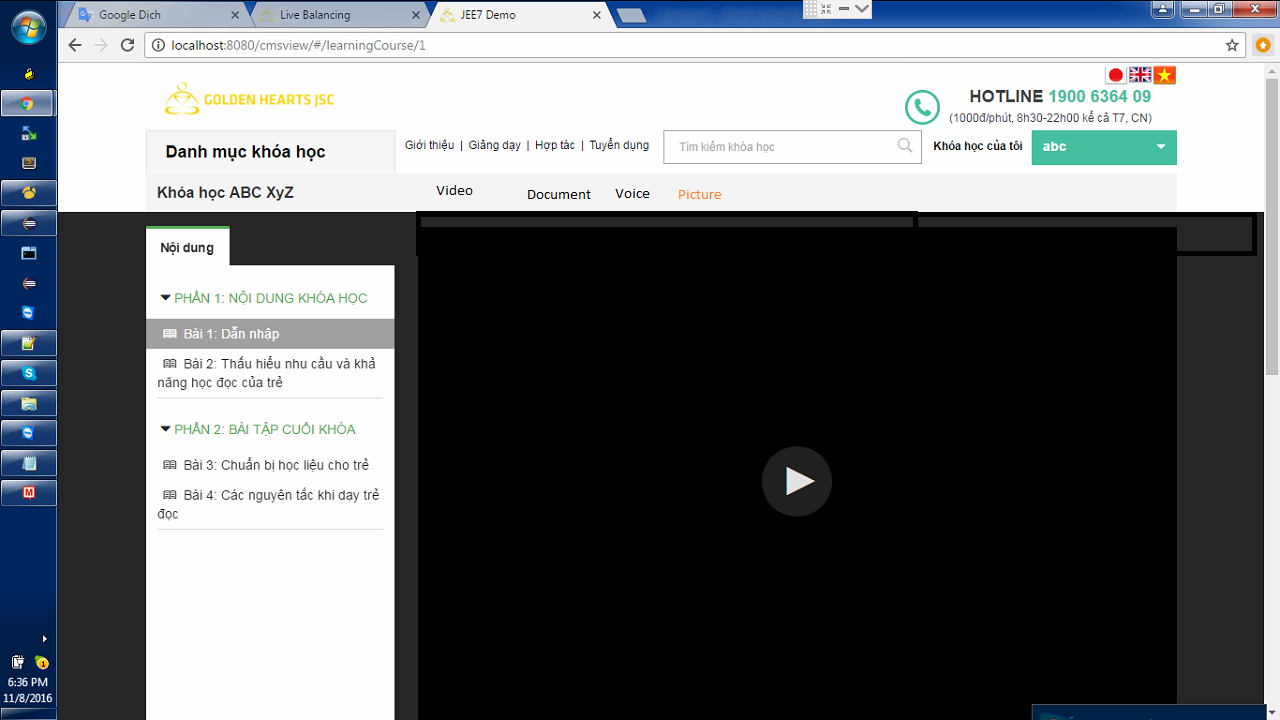 Google Dịch
Live Balancing
JEE7 Demo
localhost:8080/cmsview/#/learningCourse/1
GOLDEN HEARTS JSC
HOTLINE 1900 6364 09
(1000đ/phút, 8h30-22h00 kể cả T7, CN)
Danh mục khóa học
Giới thiệu | Giảng dạy | Hợp tác | Tuyển dụng
Tìm kiếm khóa học
Khóa học của tôi
abc
Khóa học ABC XyZ
Video
Document
Voice
Picture
Nội dung
PHẦN 1: NỘI DUNG KHÓA HỌC
Bài 1: Dẫn nhập
Bài 2: Thấu hiểu nhu cầu và khả
năng học đọc của trẻ
PHẦN 2: BÀI TẬP CUỐI KHÓA
Bài 3: Chuẩn bị học liệu cho trẻ
Bài 4: Các nguyên tắc khi dạy trẻ
đọc
6:36 PM
11/8/2016